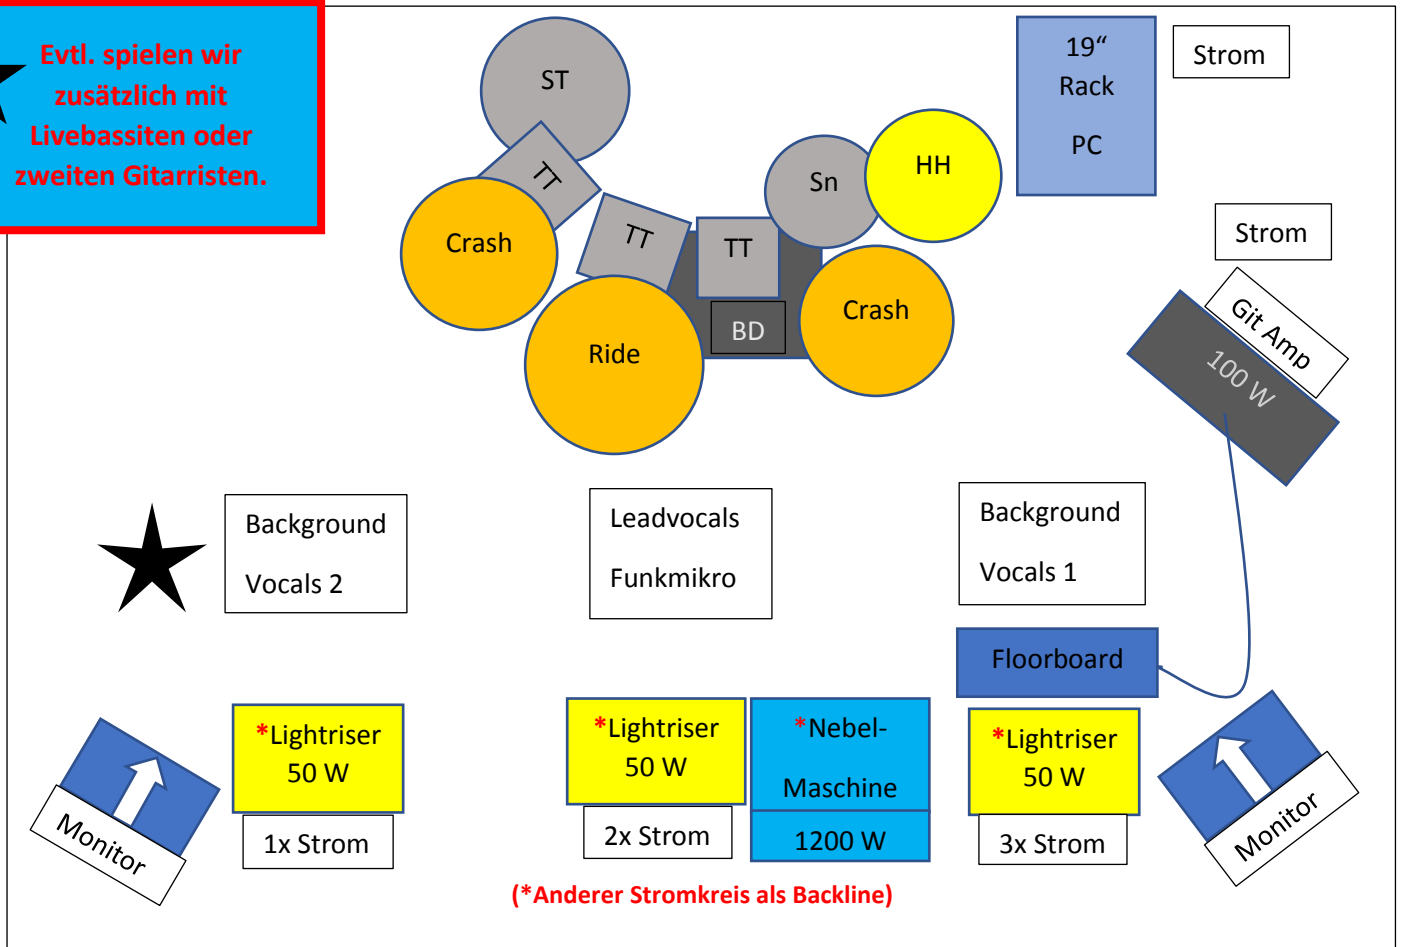 Evtl. spielen wir
zusätzlich mit
Livebassiten oder
zweiten Gitarristen.
ST
TT
Crash
TT
Ride
TT
BD
Sn
HH
Crash
19“
Rack
PC
Strom
Strom
Git Amp
100 W
Background
Vocals 2
Leadvocals
Funkmikro
Background
Vocals 1
Floorboard
Monitor
*Lightriser
50 W
1x Strom
*Lightriser
50 W
2x Strom
*Nebel-
Maschine
1200 W
*Lightriser
50 W
3x Strom
Monitor
(*Anderer Stromkreis als Backline)